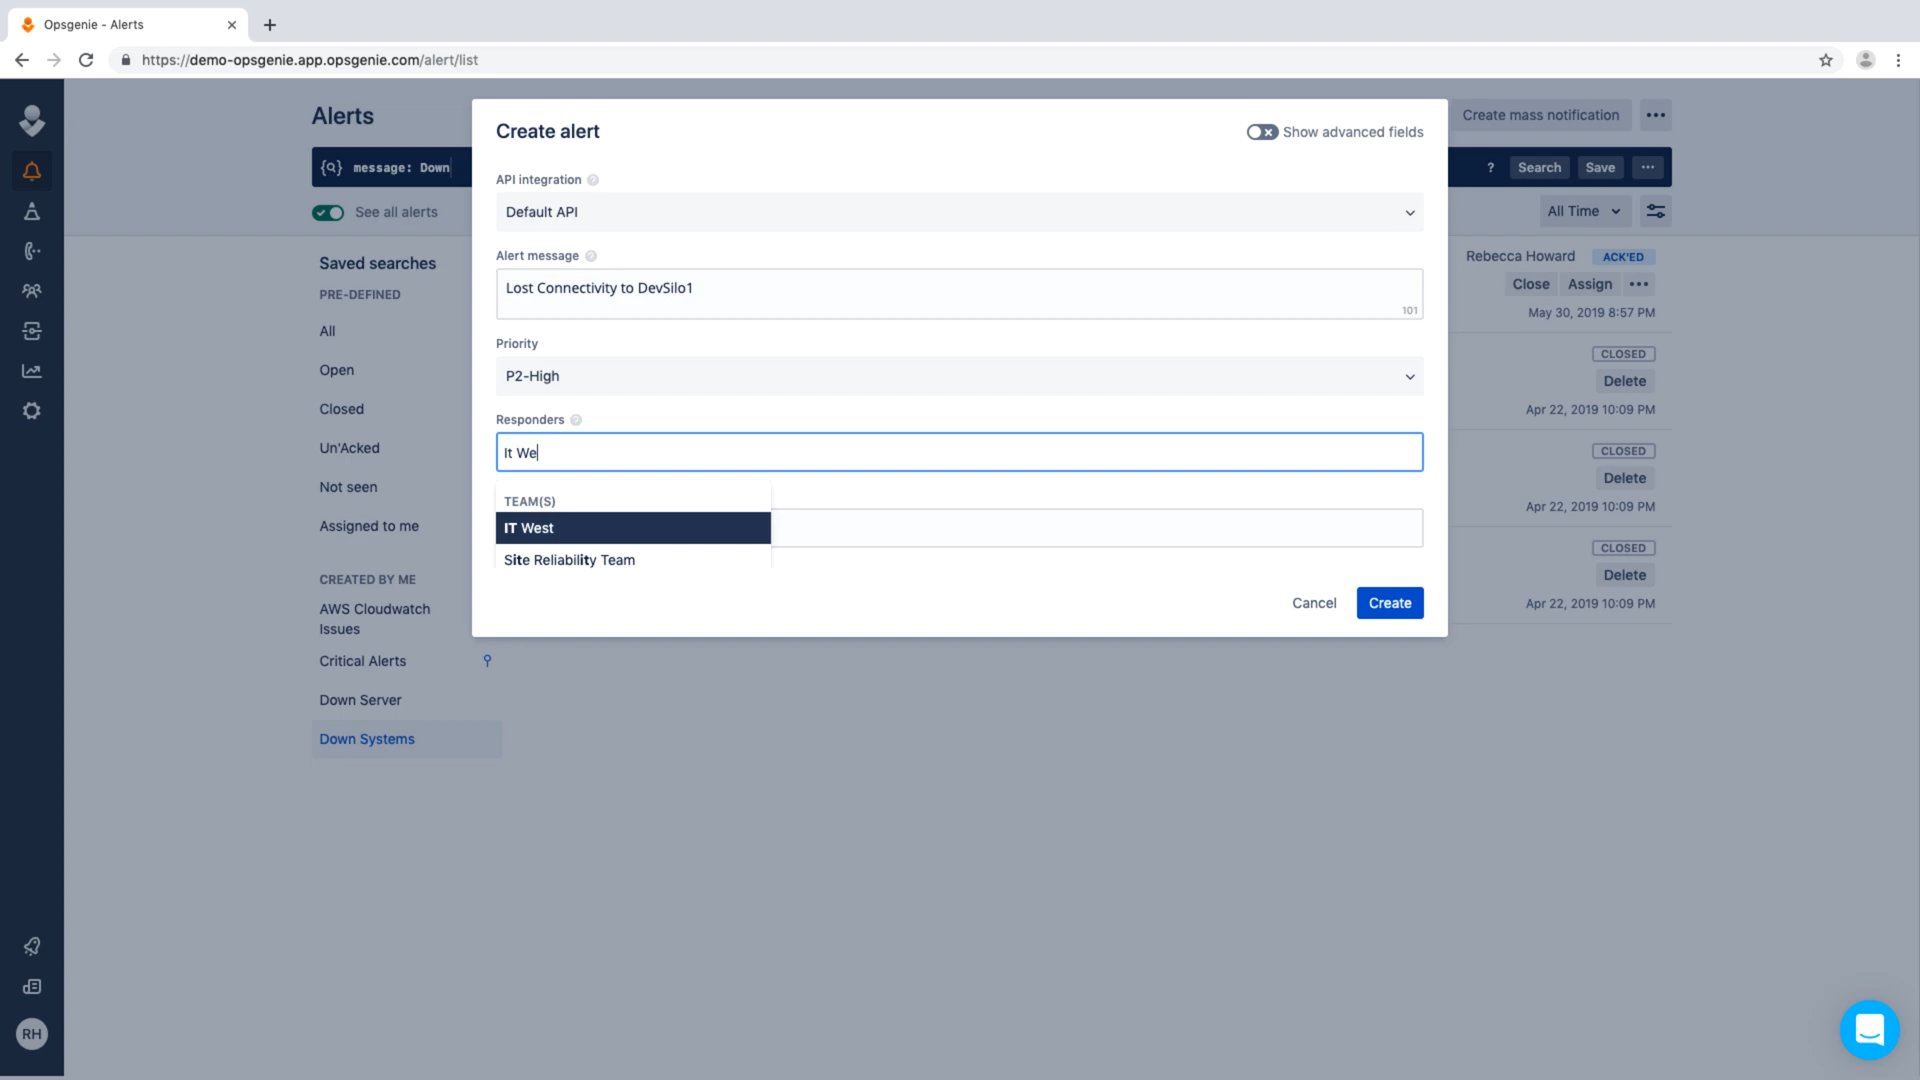 Opsgenie - Alerts
https://demo-opsgenie.app.opsgenie.com/alert/list
Alerts
Create mass notification
message: Down
?
Search
Save
See all alerts
All Time
Saved searches
PRE-DEFINED
All
Open
Closed
Un'Acked
Not seen
Assigned to me
CREATED BY ME
AWS Cloudwatch
Issues
Critical Alerts
Down Server
Down Systems
Create alert
Show advanced fields
API integration ?
Default API
Alert message ?
Lost Connectivity to DevSilo1
101
Priority
P2-High
Responders ?
It We
TEAM(S)
IT West
Site Reliability Team
Cancel
Create
Rebecca Howard
ACK'ED
Close
Assign
May 30, 2019 8:57 PM
CLOSED
Delete
Apr 22, 2019 10:09 PM
CLOSED
Delete
Apr 22, 2019 10:09 PM
CLOSED
Delete
Apr 22, 2019 10:09 PM
RH